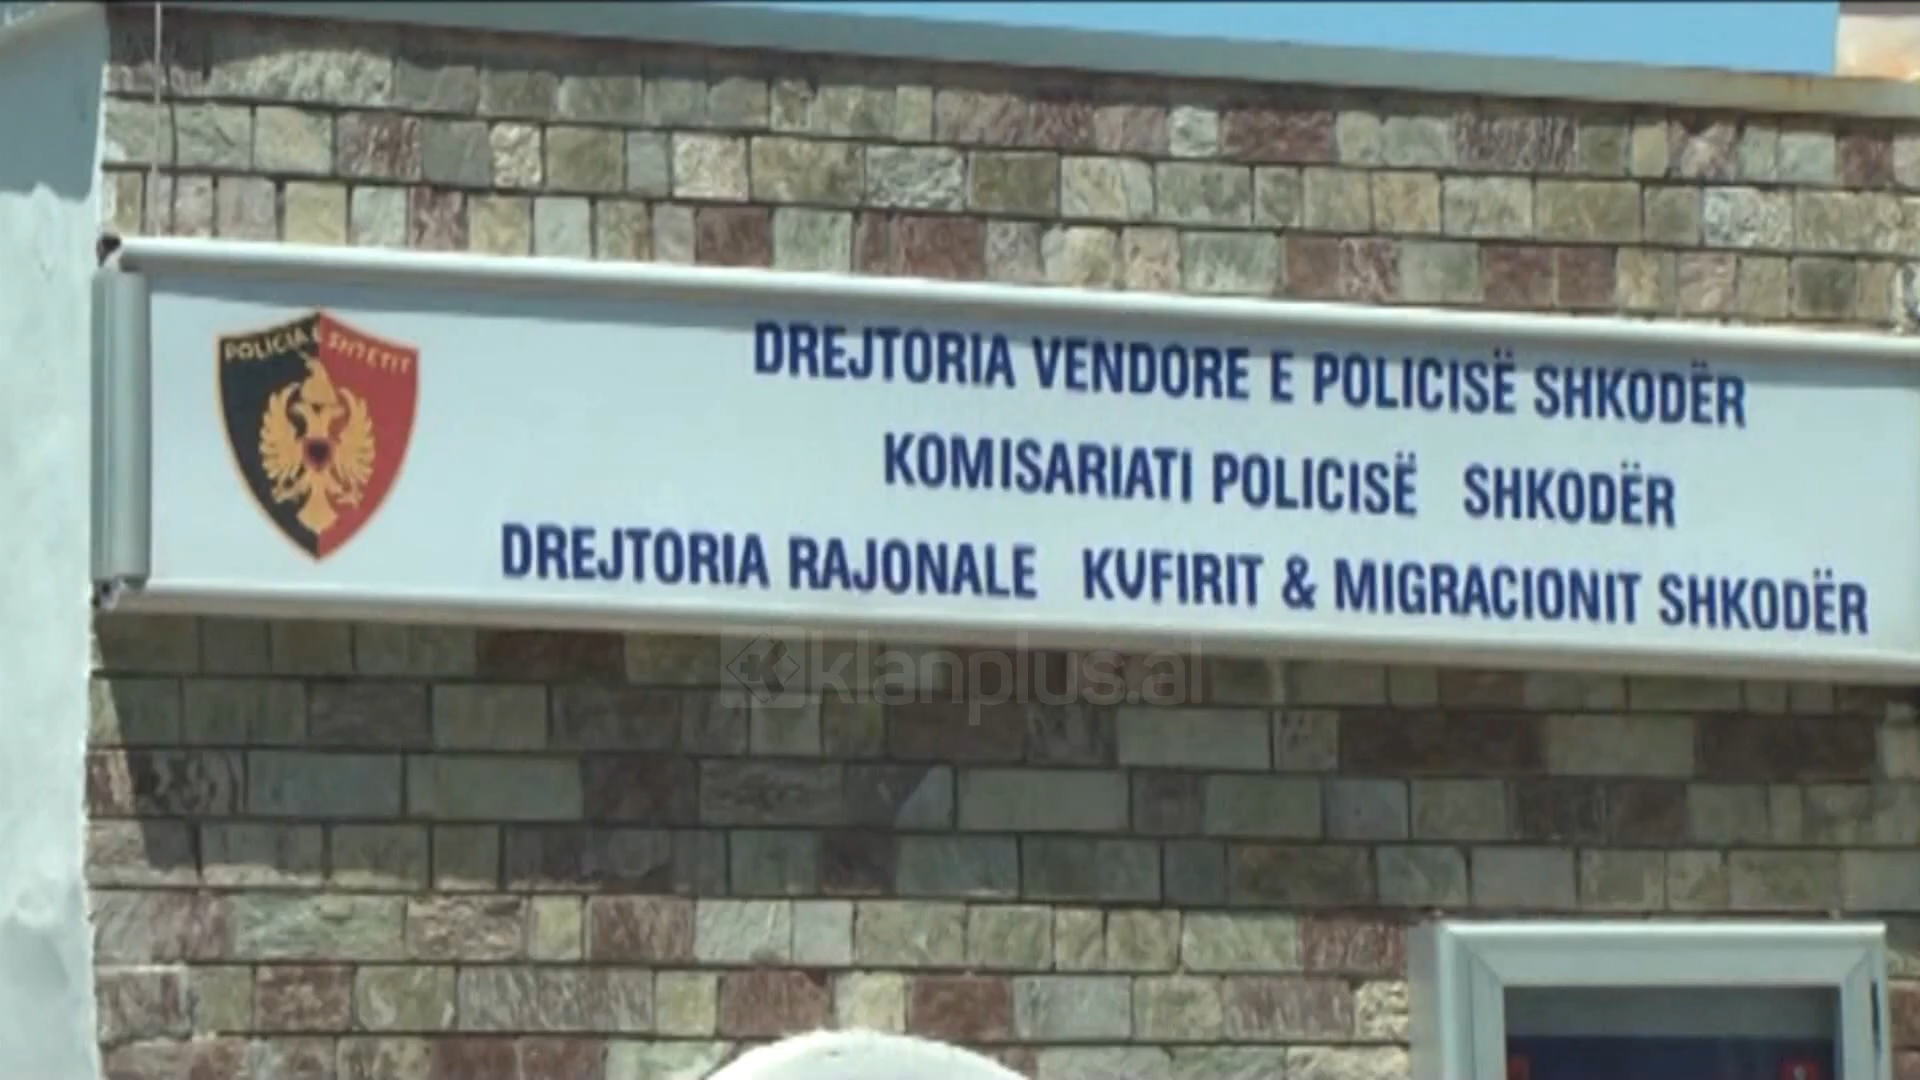 POLICIA E SHTETIT
DREJTORIA VENDORE E POLICISË SHKODËR
KOMISARIATI POLICISË SHKODËR
DREJTORIA RAJONALE KUFIRIT & MIGRACIONIT SHKODËR
klanplus.al